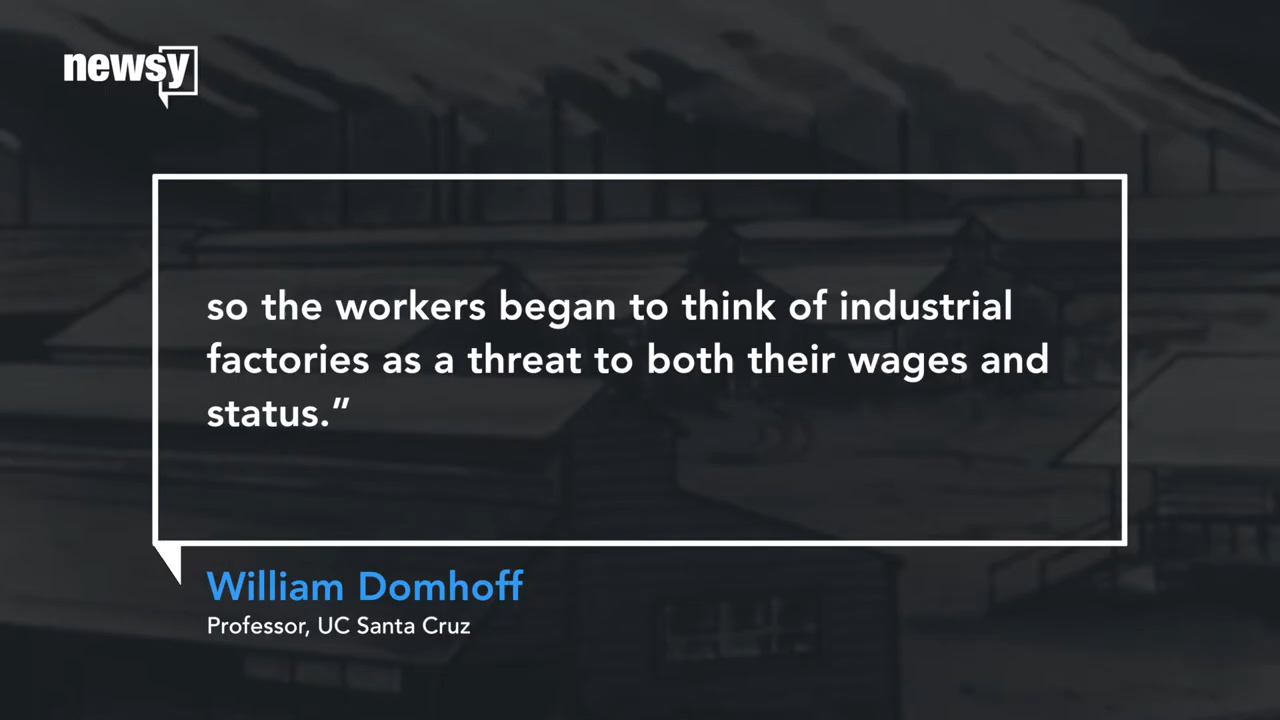 newsy
so the workers began to think of industrial
factories as a threat to both their wages and
status.”
William Domhoff
Professor, UC Santa Cruz